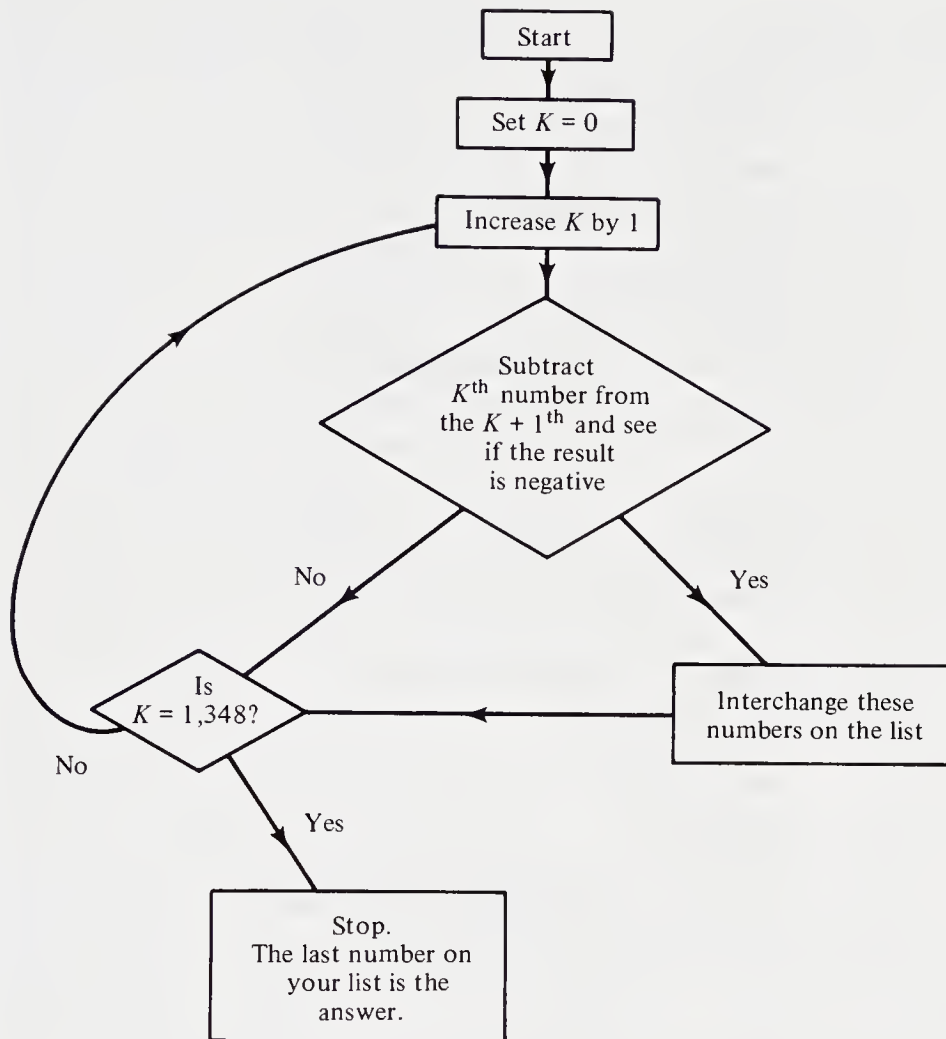 Start
Set K = 0
Increase K by 1
Subtract
Kth number from
the K + 1th and see
if the result
is negative
No
Yes
Is
K = 1,348?
Interchange these
numbers on the list
No
Yes
Stop.
The last number on
your list is the
answer.